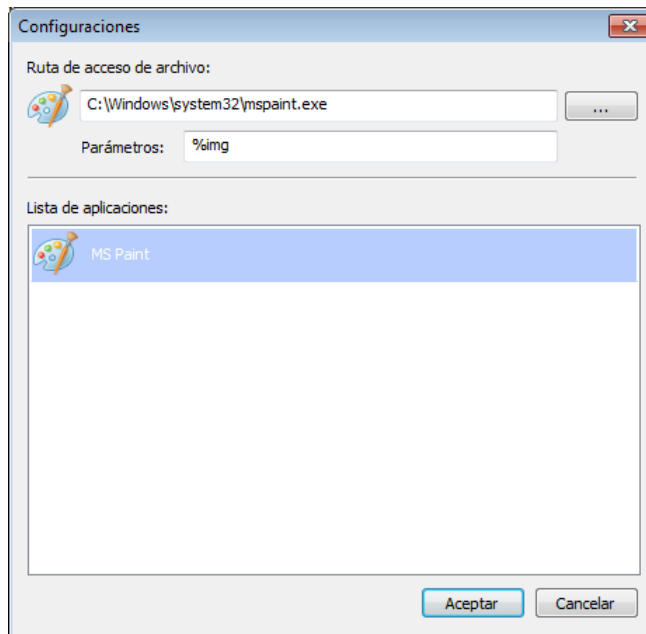 Configuraciones
Ruta de acceso de archivo:
C:\Windows\system32\mspaint.exe
...
Parámetros: %img
Lista de aplicaciones:
MS Paint
Aceptar Cancelar